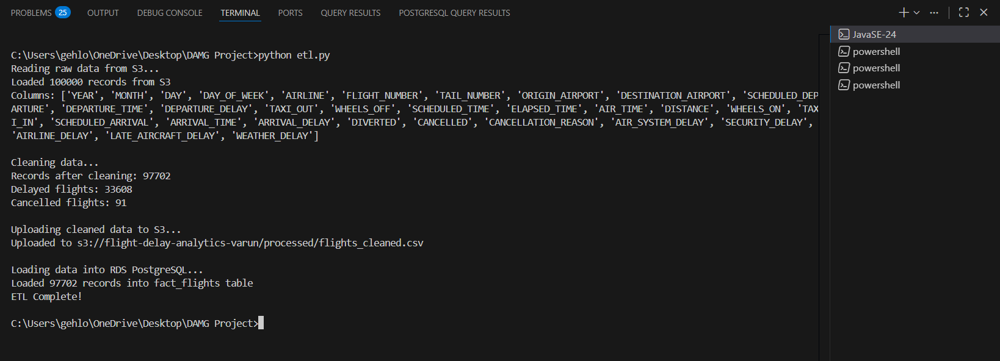 PROBLEMS 25 OUTPUT DEBUG CONSOLE TERMINAL PORTS QUERY RESULTS POSTGRESQL QUERY RESULTS
JavaSE-24
powershell
powershell
powershell
C:\Users\gehlo\OneDrive\Desktop\DAMG Project>python etl.py
Reading raw data from S3...
Loaded 100000 records from S3
Columns: ['YEAR', 'MONTH', 'DAY', 'DAY_OF_WEEK', 'AIRLINE', 'FLIGHT_NUMBER', 'TAIL_NUMBER', 'ORIGIN_AIRPORT', 'DESTINATION_AIRPORT', 'SCHEDULED_DEP
ARTURE', 'DEPARTURE_TIME', 'DEPARTURE_DELAY', 'TAXI_OUT', 'WHEELS_OFF', 'SCHEDULED_TIME', 'ELAPSED_TIME', 'AIR_TIME', 'DISTANCE', 'WHEELS_ON', 'TAX
I_IN', 'SCHEDULED_ARRIVAL', 'ARRIVAL_TIME', 'ARRIVAL_DELAY', 'DIVERTED', 'CANCELLED', 'CANCELLATION_REASON', 'AIR_SYSTEM_DELAY', 'SECURITY_DELAY',
'AIRLINE_DELAY', 'LATE_AIRCRAFT_DELAY', 'WEATHER_DELAY']
Cleaning data...
Records after cleaning: 97702
Delayed flights: 33608
Cancelled flights: 91
Uploading cleaned data to S3...
Uploaded to s3://flight-delay-analytics-varun/processed/flights_cleaned.csv
Loading data into RDS PostgreSQL...
Loaded 97702 records into fact_flights table
ETL Complete!
C:\Users\gehlo\OneDrive\Desktop\DAMG Project>